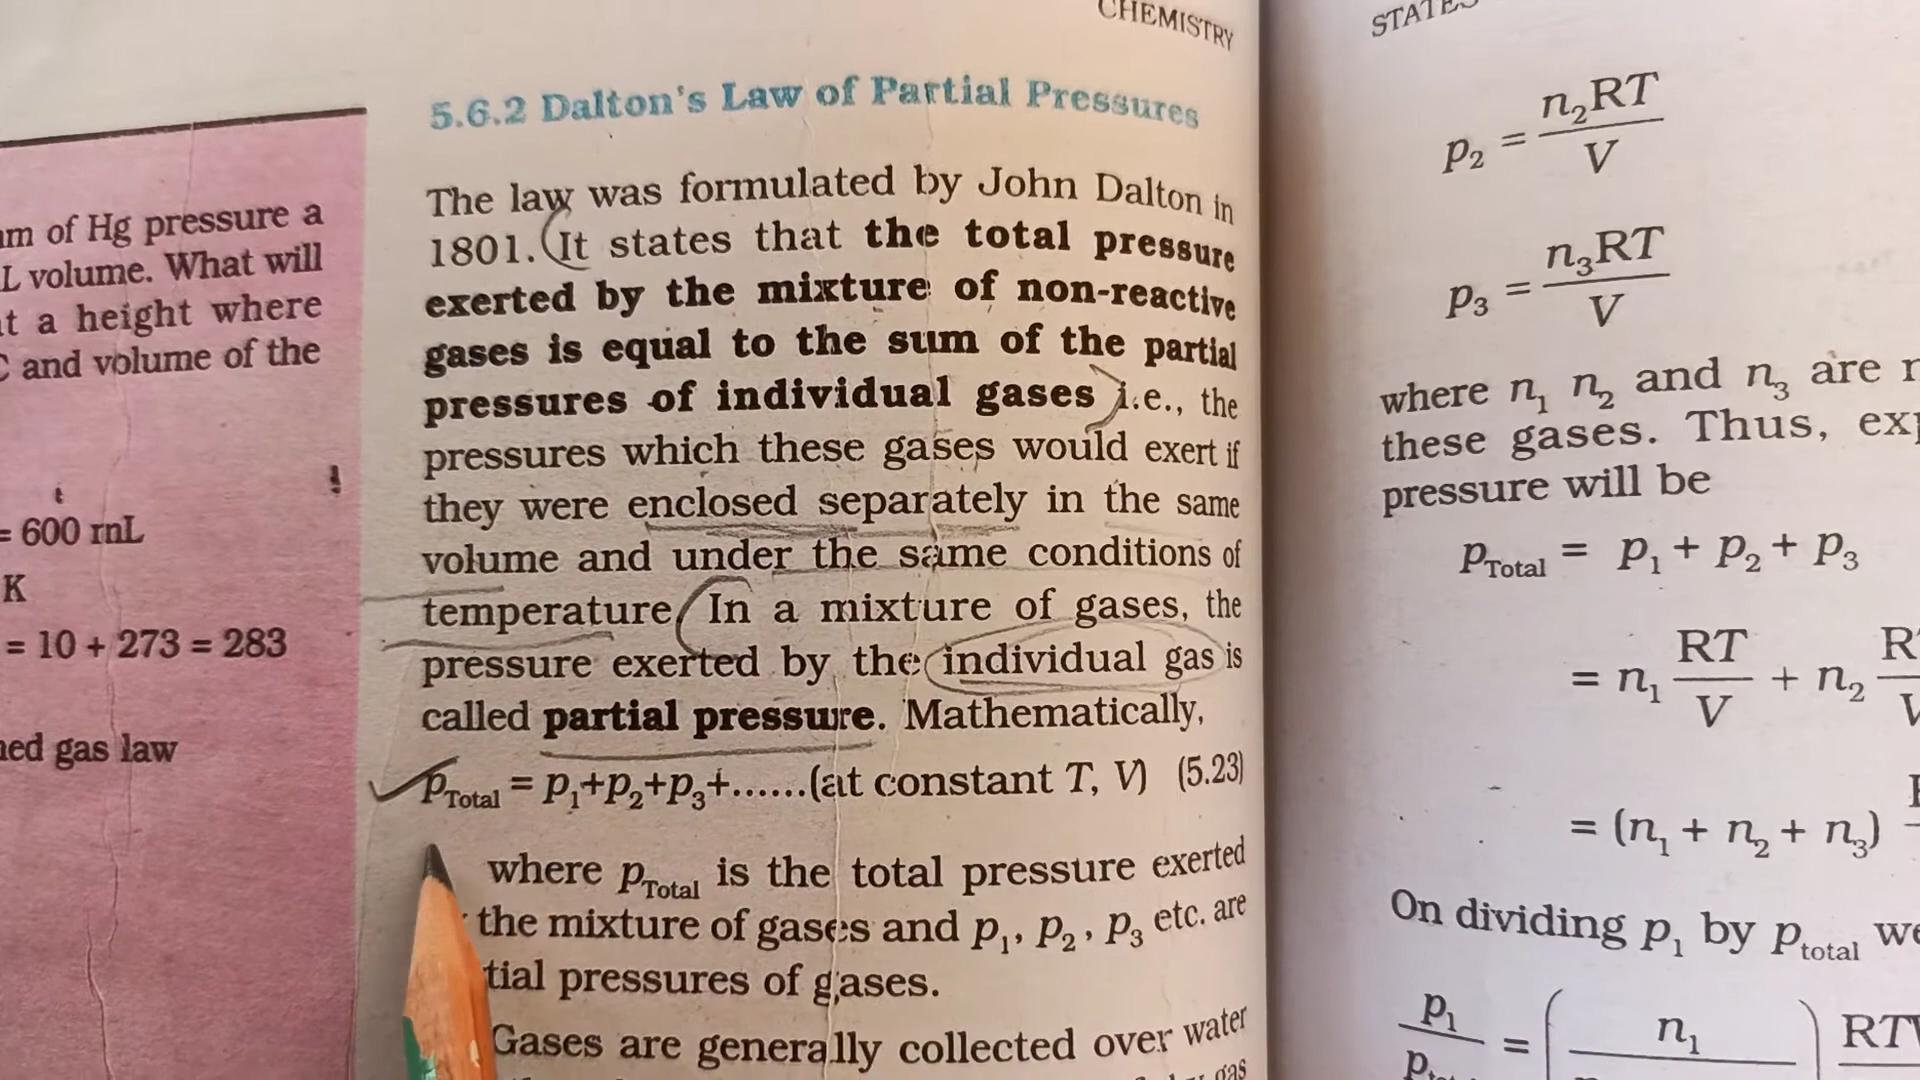 CHEMISTRY
5.6.2 Dalton's Law of Partial Pressures
The law was formulated by John Dalton in
1801. It states that the total pressure
exerted by the mixture of non-reactive
gases is equal to the sum of the partial
pressures of individual gases i.e., the
pressures which these gases would exert if
they were enclosed separately in the same
volume and under the same conditions of
temperature. In a mixture of gases, the
pressure exerted by the individual gas is
called partial pressure. Mathematically,
p_Total = p₁+p₂+p₃+......(at constant T, V) (5.23)
where p_Total is the total pressure exerted
the mixture of gases and p₁, p₂, p₃ etc. are
tial pressures of gases.
Gases are generally collected over water
gas
of Hg pressure a
L volume. What will
t a height where
and volume of the
= 600 mL
K
= 10 + 273 = 283
gas law
p₂ = n₂RT / V
p₃ = n₃RT / V
where n₁ n₂ and n₃ are
these gases. Thus,
pressure will be
p_Total = p₁ + p₂ + p₃
= n₁ RT/V + n₂
= (n₁ + n₂ + n₃)
On dividing p₁ by p_total we
p₁ = ( n₁ ) RTV